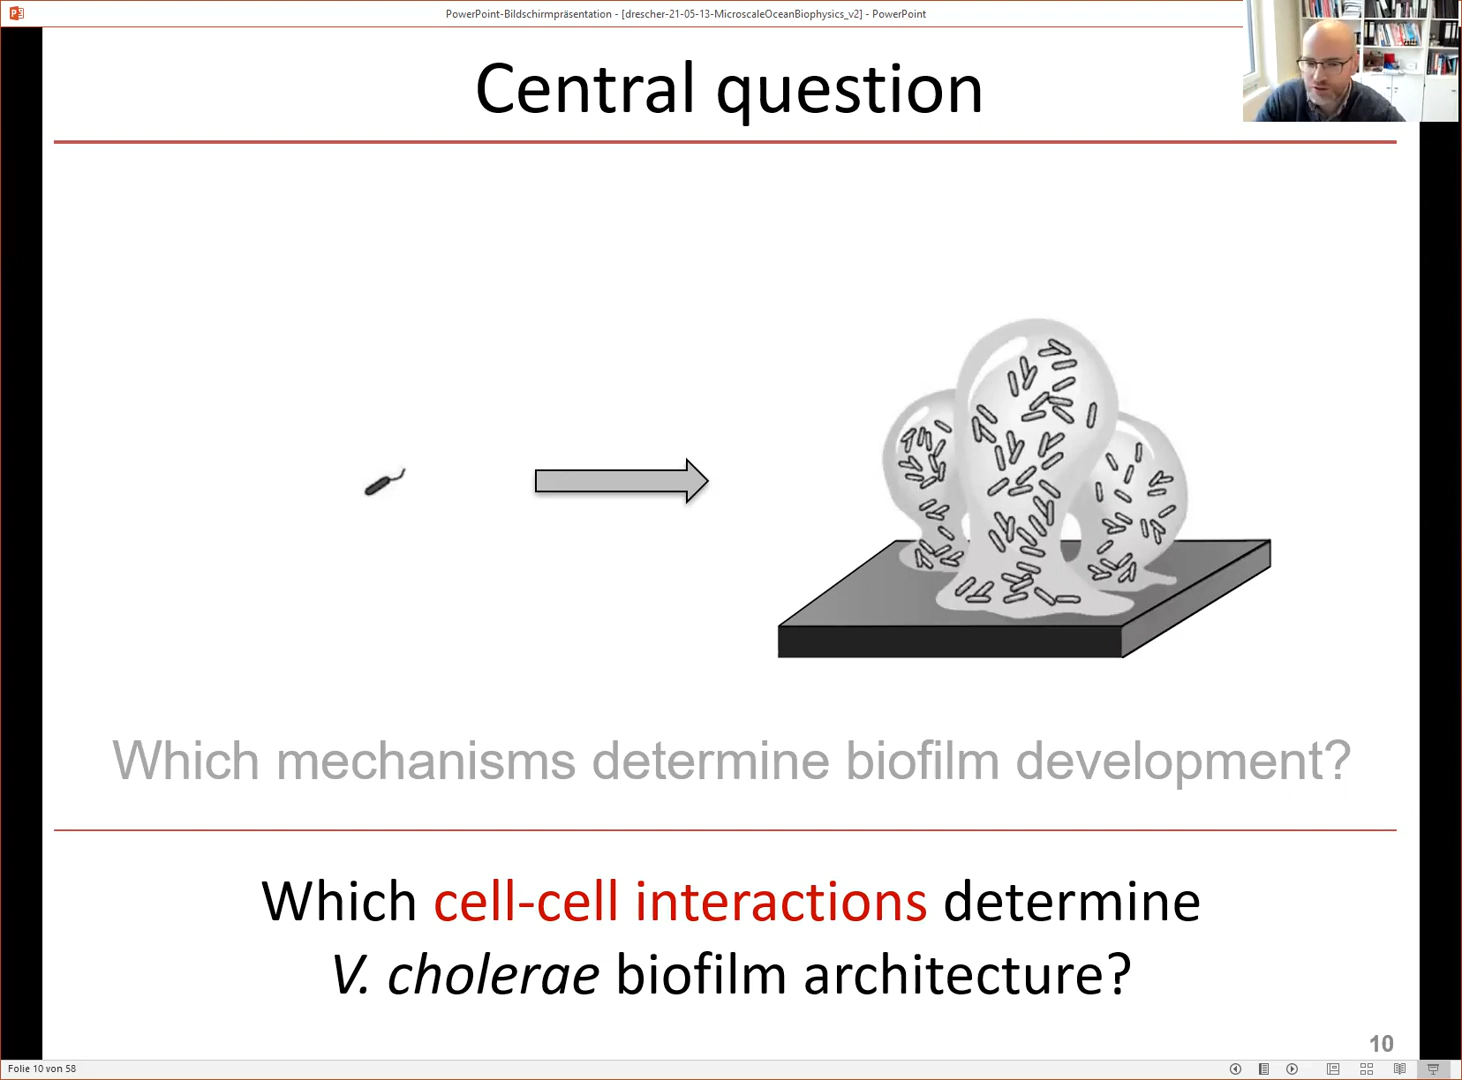 PowerPoint-Bildschirmpräsentation - [drescher-21-05-13-MicroscaleOceanBiophysics_v2] - PowerPoint
Central question
Which mechanisms determine biofilm development?
Which cell-cell interactions determine
V. cholerae biofilm architecture?
10
Folie 10 von 58